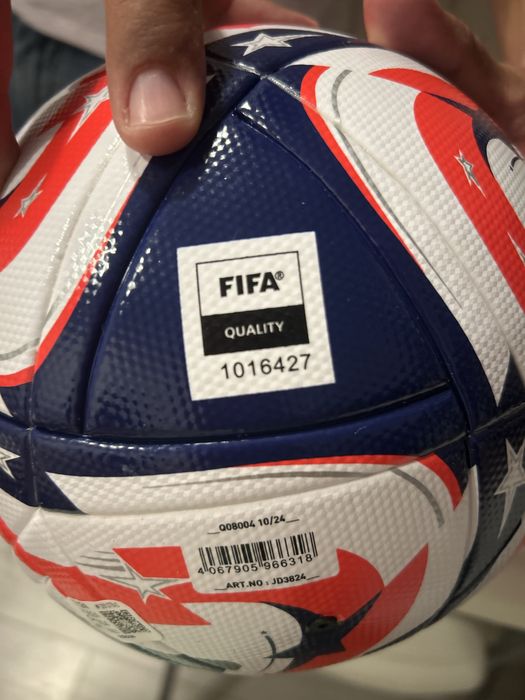 FIFA®
QUALITY
1016427
Q08004 10/24
4 067905 966318
ART.NO : JD3824